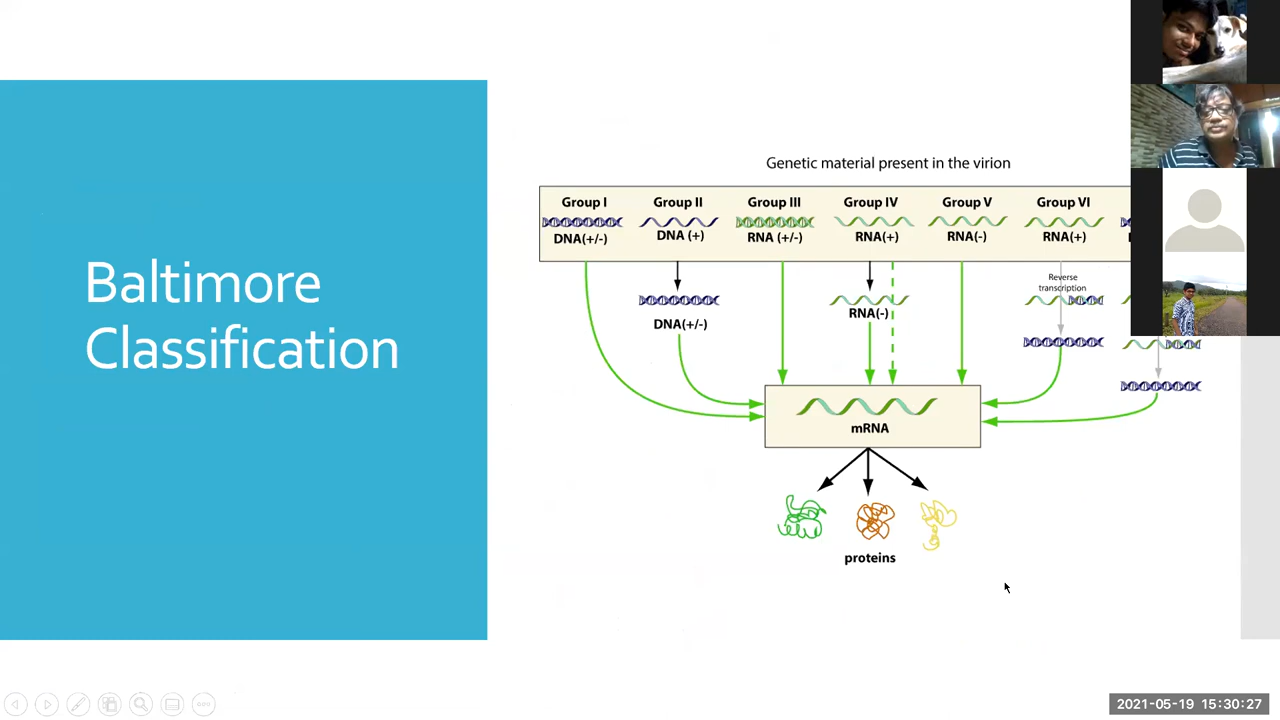 Baltimore
Classification
Genetic material present in the virion
Group I
Group II
Group III
Group IV
Group V
Group VI
DNA(+/-)
DNA (+)
RNA (+/-)
RNA(+)
RNA(-)
RNA(+)
Reverse
transcription
DNA(+/-)
RNA(-)
mRNA
proteins
2021-05-19 15:30:27